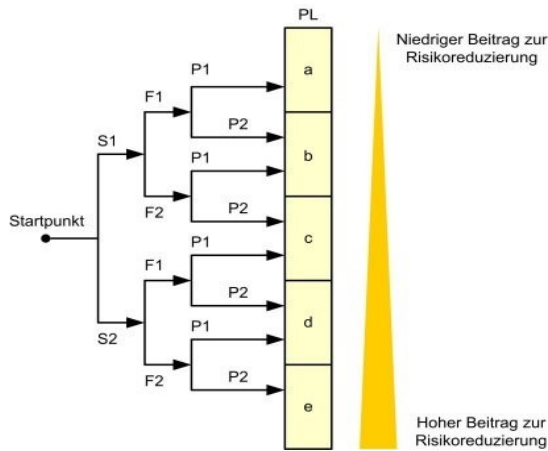 PL
Niedriger Beitrag zur
Risikoreduzierung
P1
a
F1
P2
S1
P1
b
F2
P2
Startpunkt
c
P1
F1
P2
d
S2
P1
F2
P2
e
Hoher Beitrag zur
Risikoreduzierung